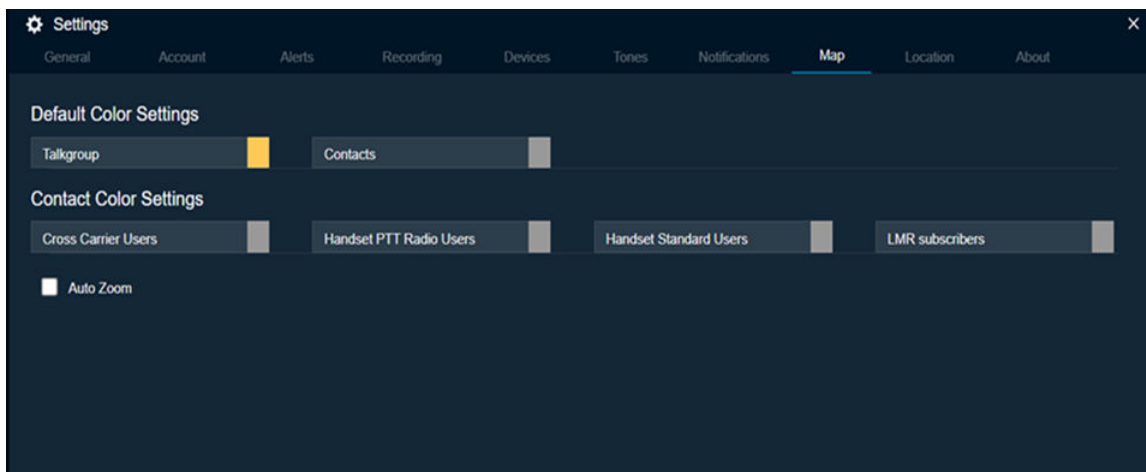 Settings
X
General Account Alerts Recording Devices Tones Notifications Map Location About
Default Color Settings
Talkgroup Contacts
Contact Color Settings
Cross Carrier Users Handset PTT Radio Users Handset Standard Users LMR subscribers
Auto Zoom